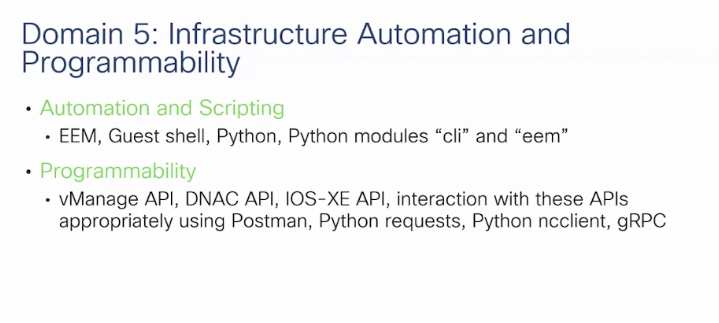 Domain 5: Infrastructure Automation and
Programmability
• Automation and Scripting
• EEM, Guest shell, Python, Python modules “cli” and “eem”
• Programmability
• vManage API, DNAC API, IOS-XE API, interaction with these APIs
appropriately using Postman, Python requests, Python ncclient, gRPC